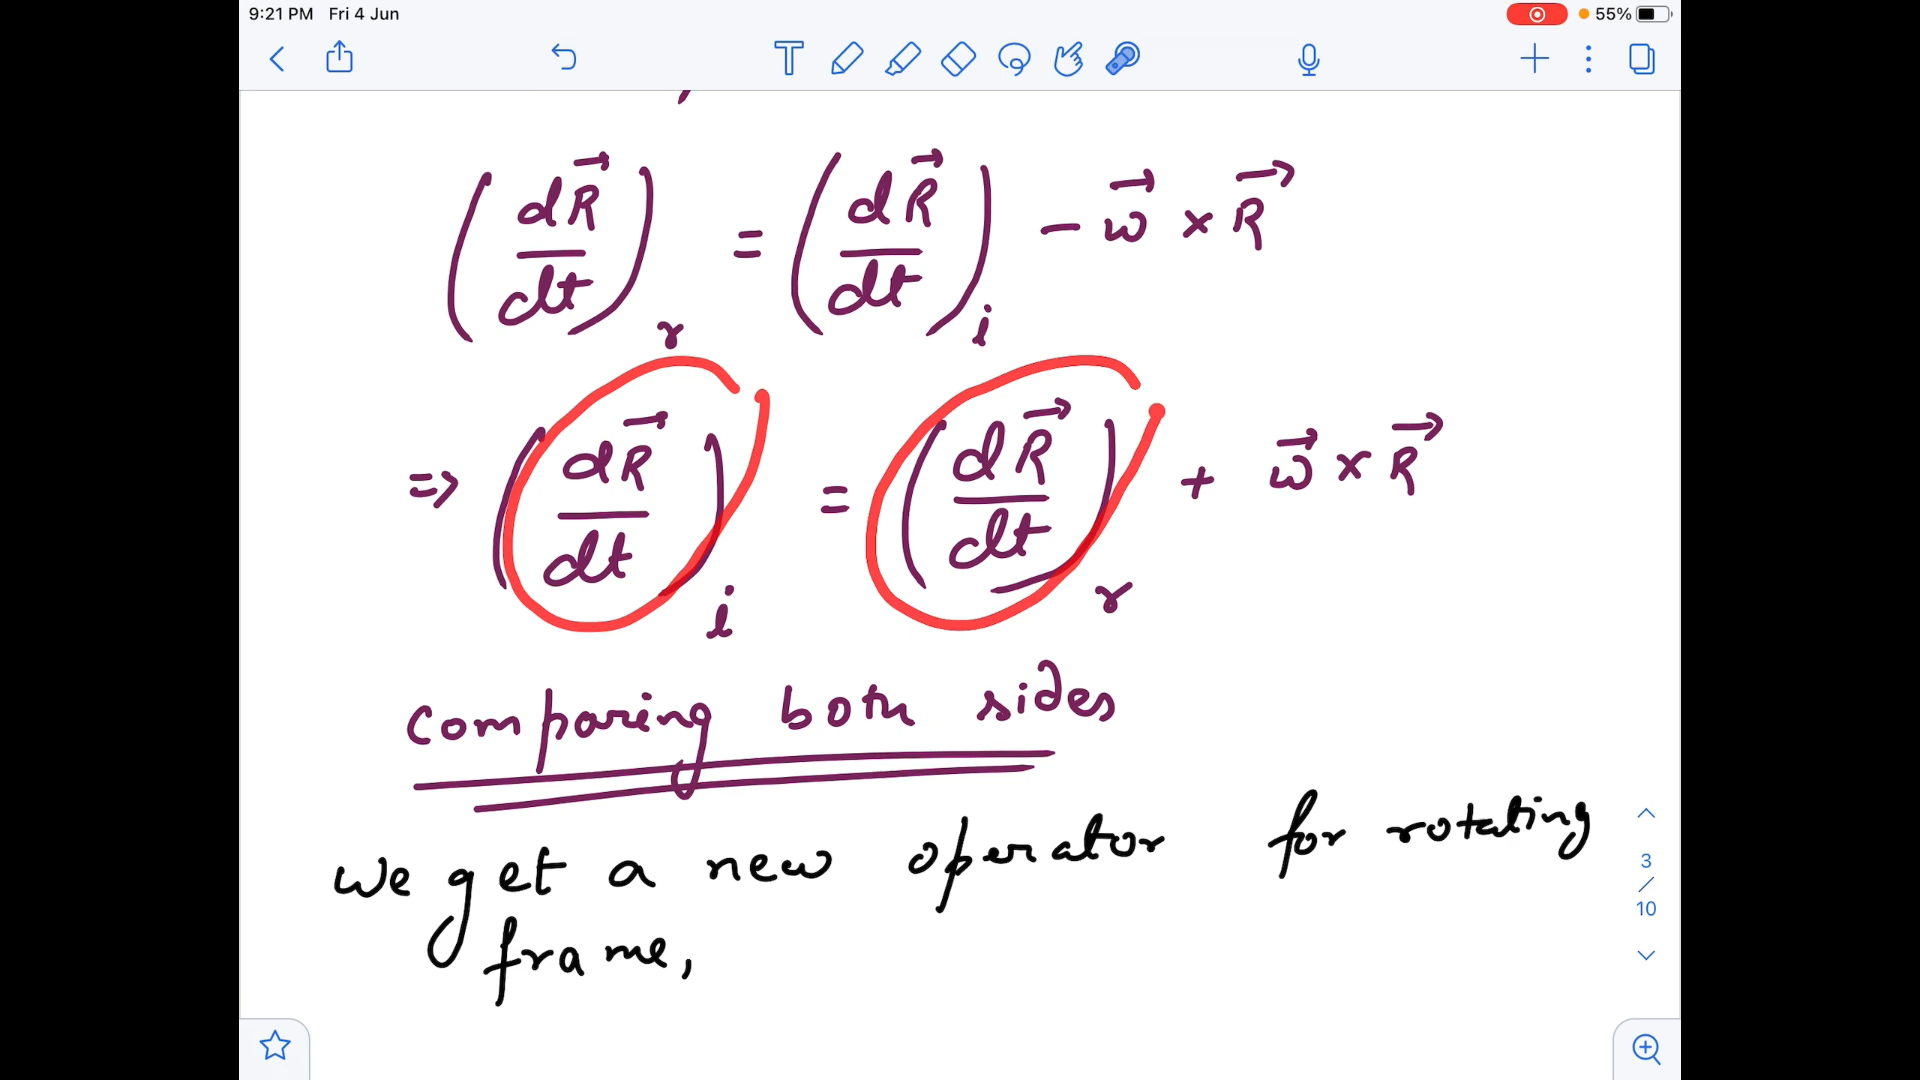 9:21 PM Fri 4 Jun 55%
(dR⃗/dt)r = (dR⃗/dt)i - ω⃗ × R⃗
=> (dR⃗/dt)i = (dR⃗/dt)r + ω⃗ × R⃗
Comparing both sides
We get a new operator for rotating
frame,
3
/
10